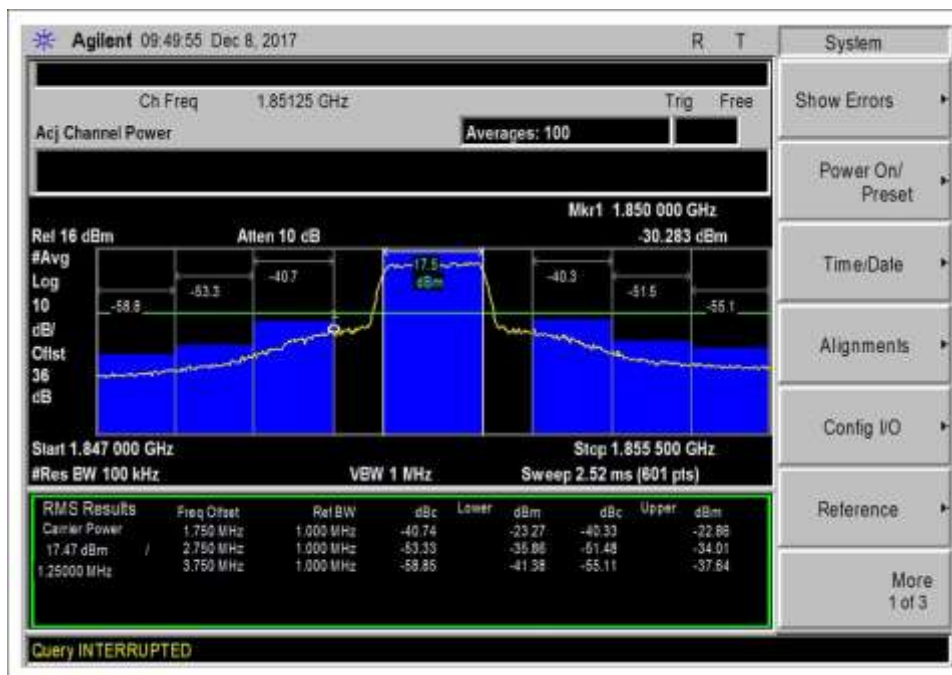 Agilent 09:49:55 Dec 8, 2017 R T
System
Ch Freq 1.85125 GHz Trig Free
Acj Channel Power Averages: 100
Show Errors
Power On/
Preset
Time/Date
Alignments
Config I/O
Reference
More
1 of 3
Mkr1 1.850 000 GHz
Rel 16 dBm Atten 10 dB -30.283 dBm
#Avg
Log
10
dB/
Offst
36
dB
-58.8
-53.3
-40.7
17.5
dBm
-40.3
-51.5
-55.1
Start 1.847 000 GHz Stop 1.855 500 GHz
#Res BW 100 kHz VBW 1 MHz Sweep 2.52 ms (601 pts)
RMS Results Freq Offset Ref BW dBc Lower dBm dBc Upper dBm
Carrier Power 1.750 MHz 1.000 MHz -40.74 -23.27 -40.33 -22.86
17.47 dBm / 2.750 MHz 1.000 MHz -53.33 -35.86 -51.48 -34.01
1.25000 MHz 3.750 MHz 1.000 MHz -58.85 -41.38 -55.11 -37.64
Query INTERRUPTED